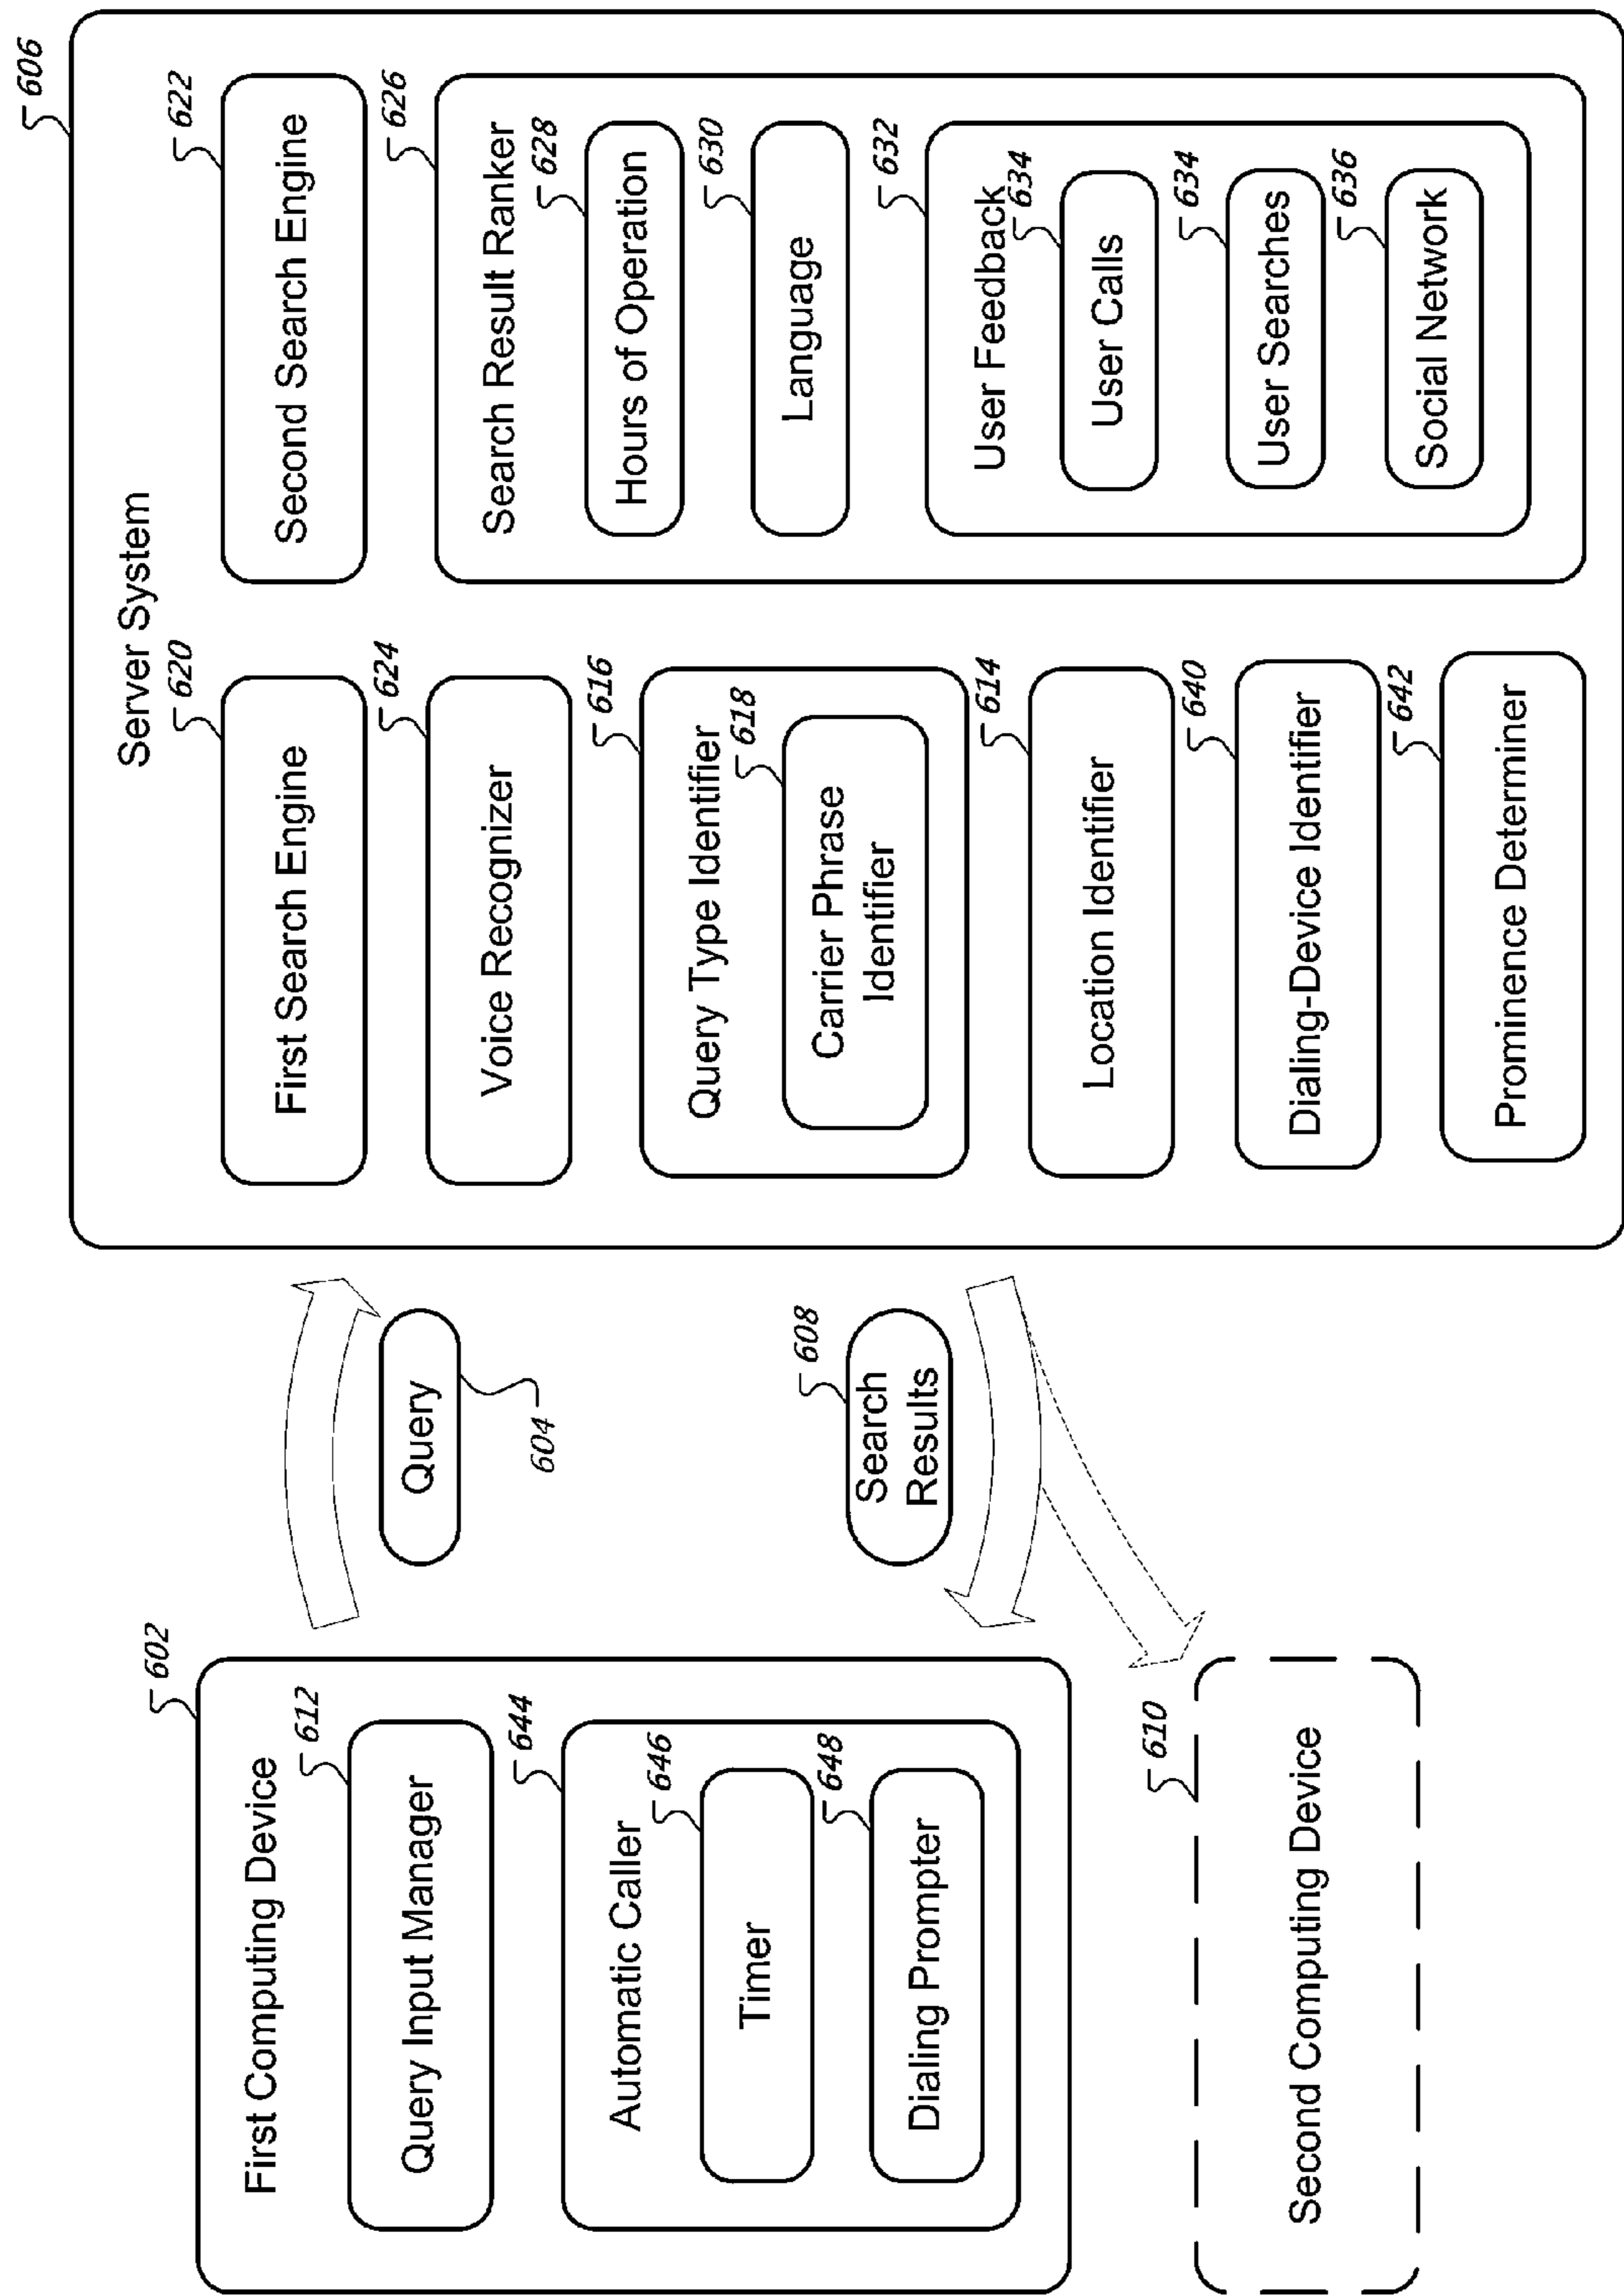 602
First Computing Device
612
Query Input Manager
644
Automatic Caller
646
Timer
648
Dialing Prompter
610
Second Computing Device
Query
604
608
Search
Results
606
Server System
620
First Search Engine
624
Voice Recognizer
616
Query Type Identifier
618
Carrier Phrase
Identifier
614
Location Identifier
640
Dialing-Device Identifier
642
Prominence Determiner
622
Second Search Engine
626
Search Result Ranker
628
Hours of Operation
630
Language
632
User Feedback
634
User Calls
634
User Searches
636
Social Network